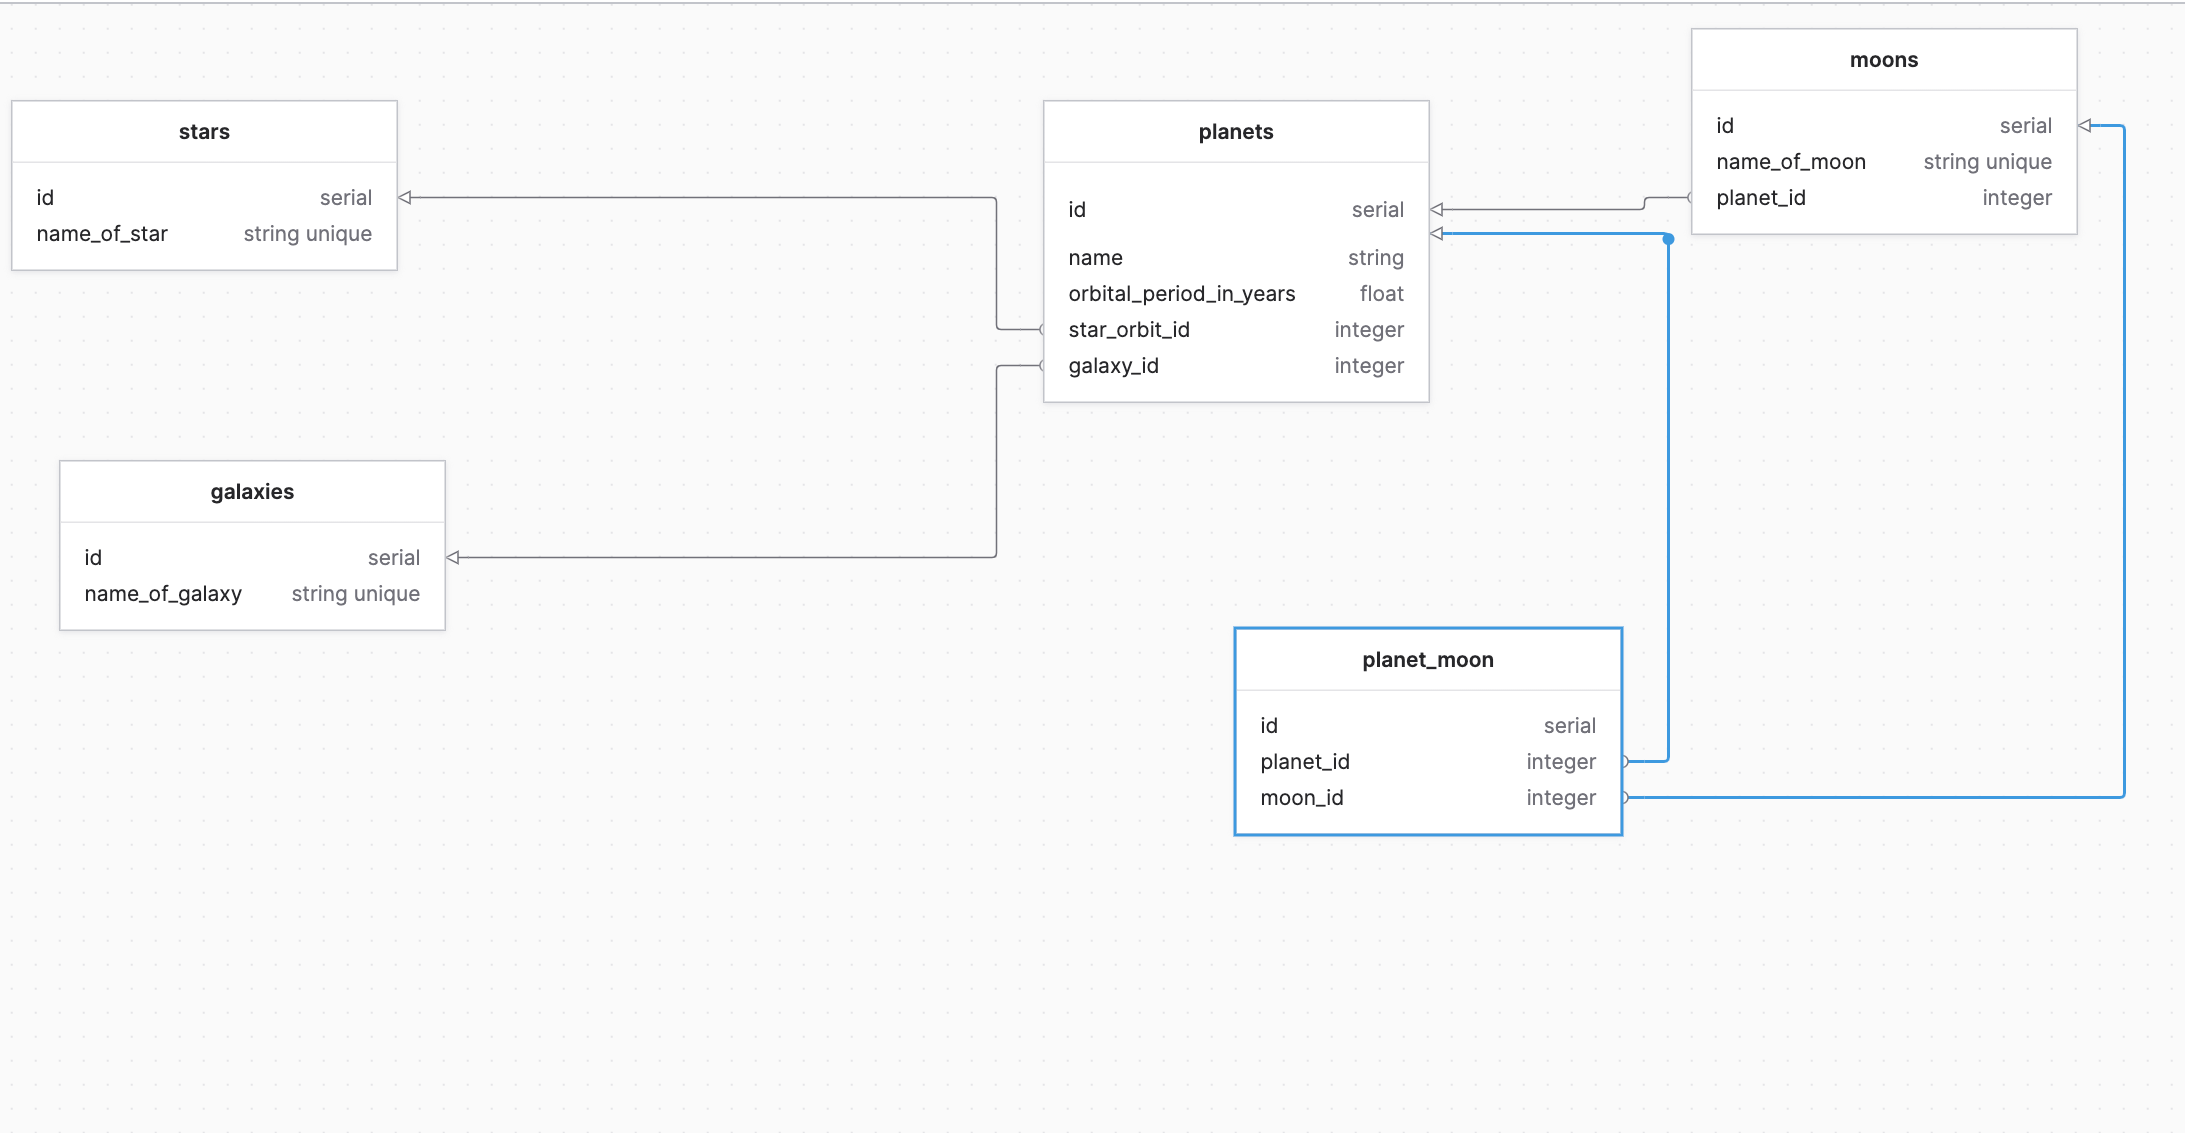 stars
id serial
name_of_star string unique
planets
id serial
name string
orbital_period_in_years float
star_orbit_id integer
galaxy_id integer
moons
id serial
name_of_moon string unique
planet_id integer
galaxies
id serial
name_of_galaxy string unique
planet_moon
id serial
planet_id integer
moon_id integer